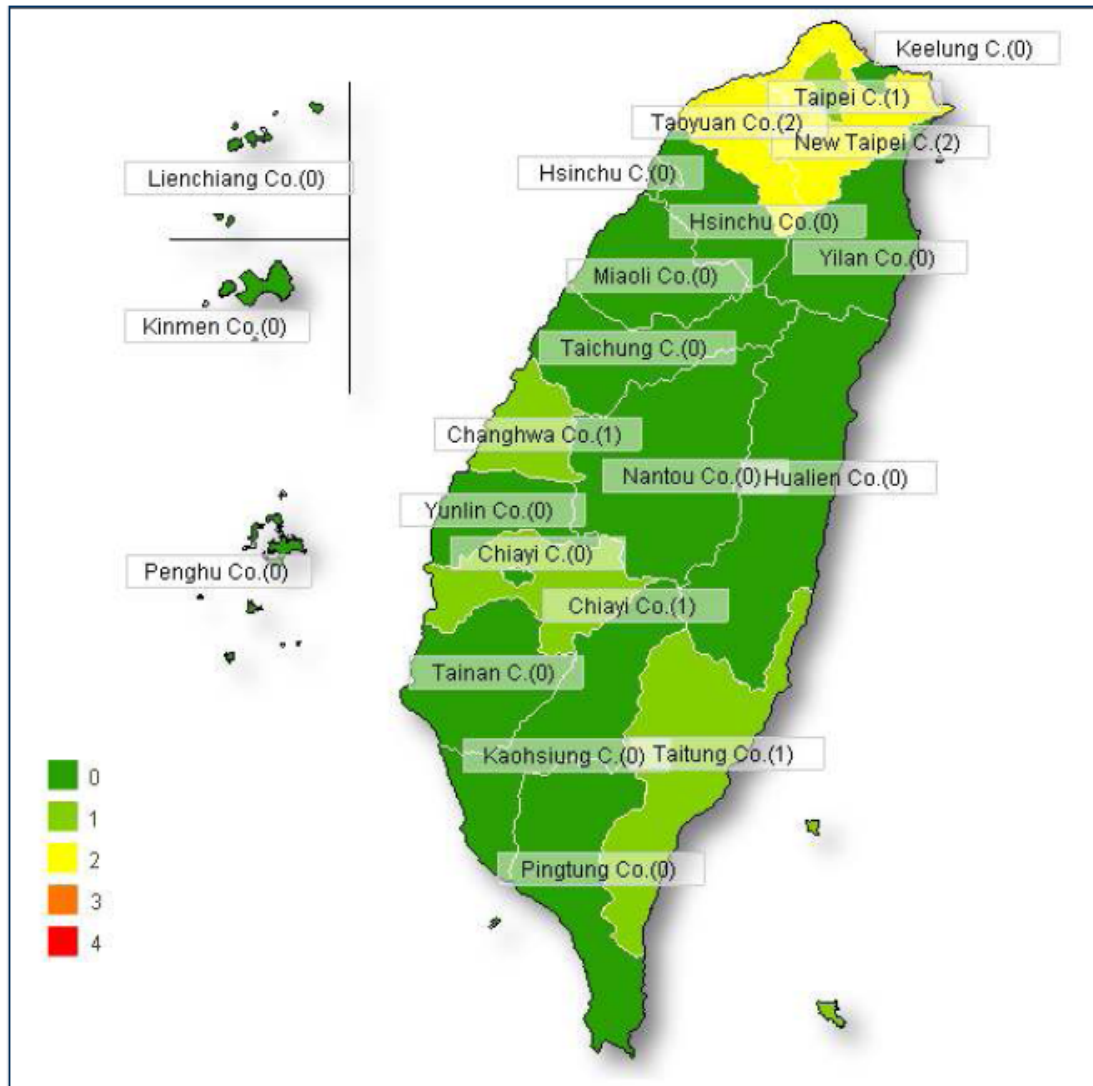 Keelung C.(0)
Taipei C.(1)
Taoyuan Co.(2)
New Taipei C.(2)
Lienchiang Co.(0)
Hsinchu C.(0)
Hsinchu Co.(0)
Yilan Co.(0)
Miaoli Co.(0)
Kinmen Co.(0)
Taichung C.(0)
Changhwa Co.(1)
Nantou Co.(0)
Hualien Co.(0)
Yunlin Co.(0)
Chiayi C.(0)
Penghu Co.(0)
Chiayi Co.(1)
Tainan C.(0)
Kaohsiung C.(0)
Taitung Co.(1)
Pingtung Co.(0)
0
1
2
3
4